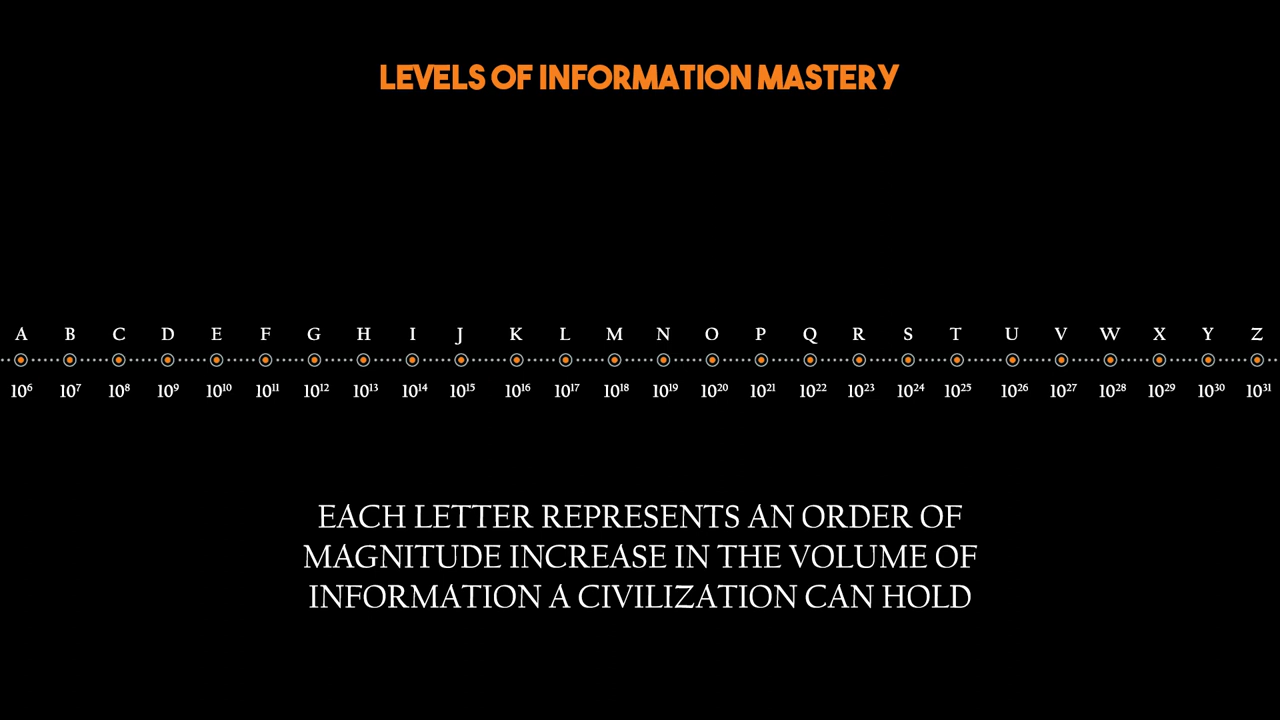 LEVELS OF INFORMATION MASTERY
A B C D E F G H I J K L M N O P Q R S T U V W X Y Z
10⁶ 10⁷ 10⁸ 10⁹ 10¹⁰ 10¹¹ 10¹² 10¹³ 10¹⁴ 10¹⁵ 10¹⁶ 10¹⁷ 10¹⁸ 10¹⁹ 10²⁰ 10²¹ 10²² 10²³ 10²⁴ 10²⁵ 10²⁶ 10²⁷ 10²⁸ 10²⁹ 10³⁰ 10³¹
EACH LETTER REPRESENTS AN ORDER OF
MAGNITUDE INCREASE IN THE VOLUME OF
INFORMATION A CIVILIZATION CAN HOLD